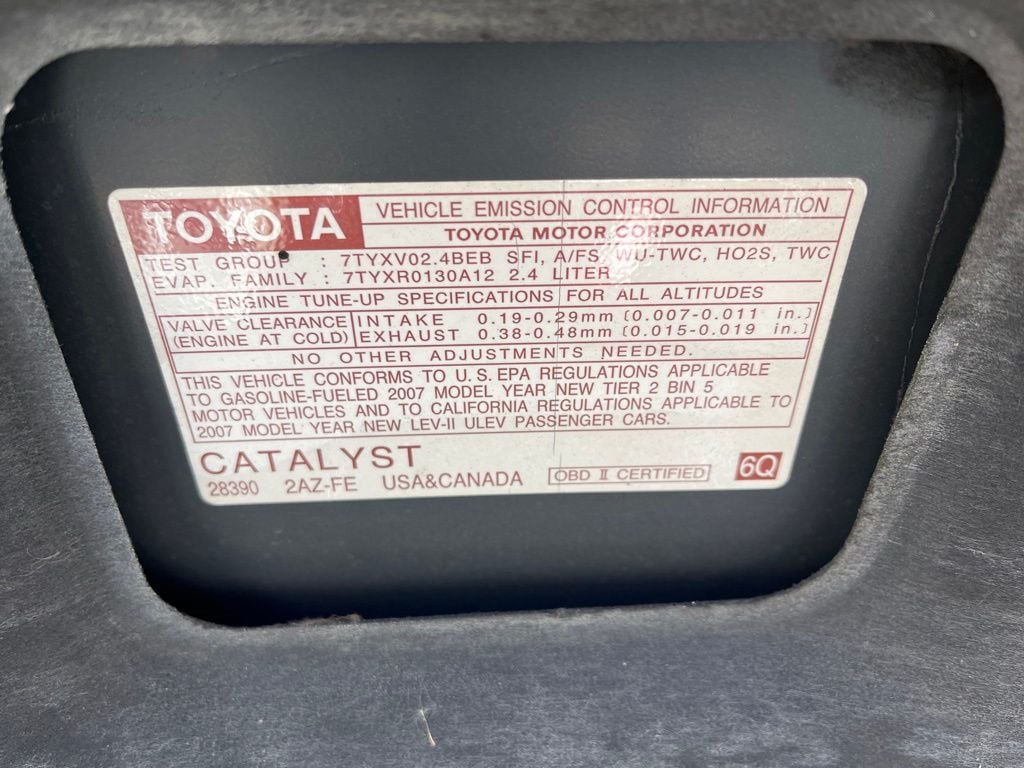 TOYOTA VEHICLE EMISSION CONTROL INFORMATION
TOYOTA MOTOR CORPORATION
TEST GROUP : 7TYXV02.4BEB SFI, A/FS, WU-TWC, HO2S, TWC
EVAP. FAMILY : 7TYXR0130A12 2.4 LITER
ENGINE TUNE-UP SPECIFICATIONS FOR ALL ALTITUDES
VALVE CLEARANCE INTAKE 0.19-0.29mm (0.007-0.011 in.)
(ENGINE AT COLD) EXHAUST 0.38-0.48mm (0.015-0.019 in.)
NO OTHER ADJUSTMENTS NEEDED.
THIS VEHICLE CONFORMS TO U.S.EPA REGULATIONS APPLICABLE
TO GASOLINE-FUELED 2007 MODEL YEAR NEW TIER 2 BIN 5
MOTOR VEHICLES AND TO CALIFORNIA REGULATIONS APPLICABLE TO
2007 MODEL YEAR NEW LEV-II ULEV PASSENGER CARS.
CATALYST
28390 2AZ-FE USA&CANADA OBD II CERTIFIED 6Q